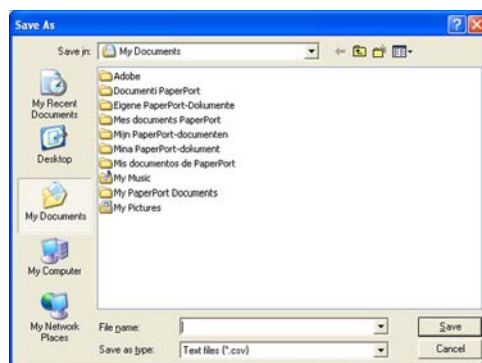 Save As
Save in: My Documents
My Recent
Documents
Desktop
My Documents
My Computer
My Network
Places
Adobe
Documenti PaperPort
Eigene PaperPort-Dokumente
Mes documents PaperPort
Mijn PaperPort-documenten
Mina PaperPort-dokument
Mis documentos de PaperPort
My Music
My PaperPort Documents
My Pictures
File name:
Save
Save as type: Text files (*.csv)
Cancel